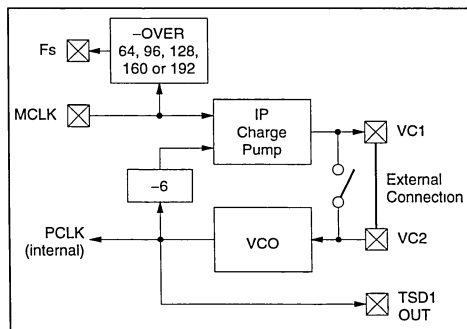 –OVER
64, 96, 128,
160 or 192
Fs
MCLK
IP
Charge
Pump
VC1
–6
External
Connection
PCLK
(internal)
VCO
VC2
TSD1
OUT